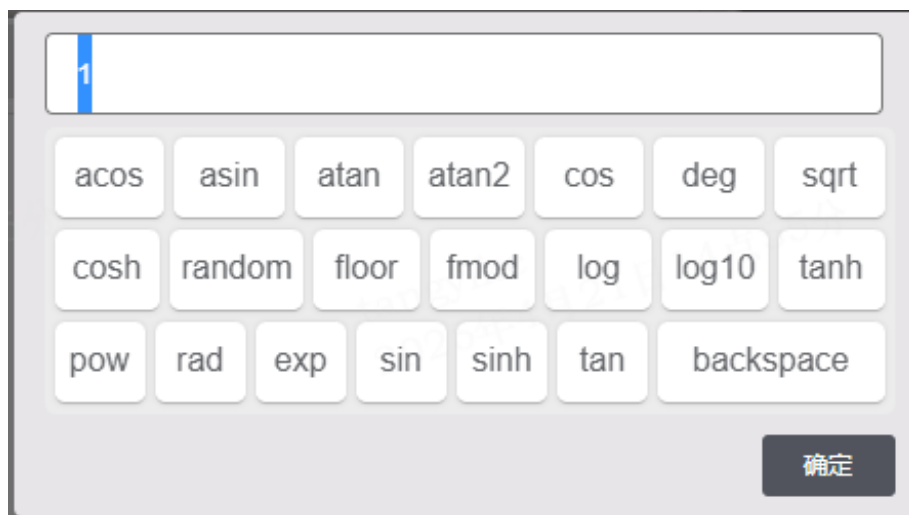 1
acos asin atan atan2 cos deg sqrt
cosh random floor fmod log log10 tanh
pow rad exp sin sinh tan backspace
确定